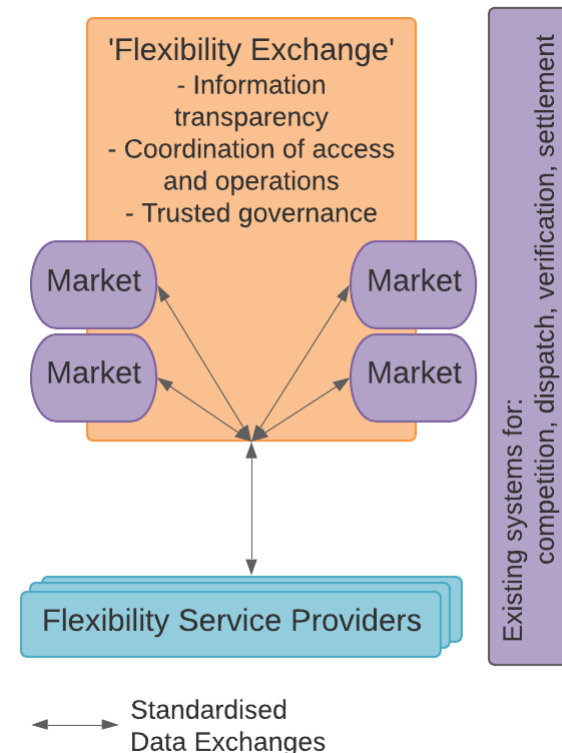 'Flexibility Exchange'
- Information
transparency
- Coordination of access
and operations
- Trusted governance
Market
Market
Market
Market
Flexibility Service Providers
Existing systems for:
competition, dispatch, verification, settlement
Standardised
Data Exchanges